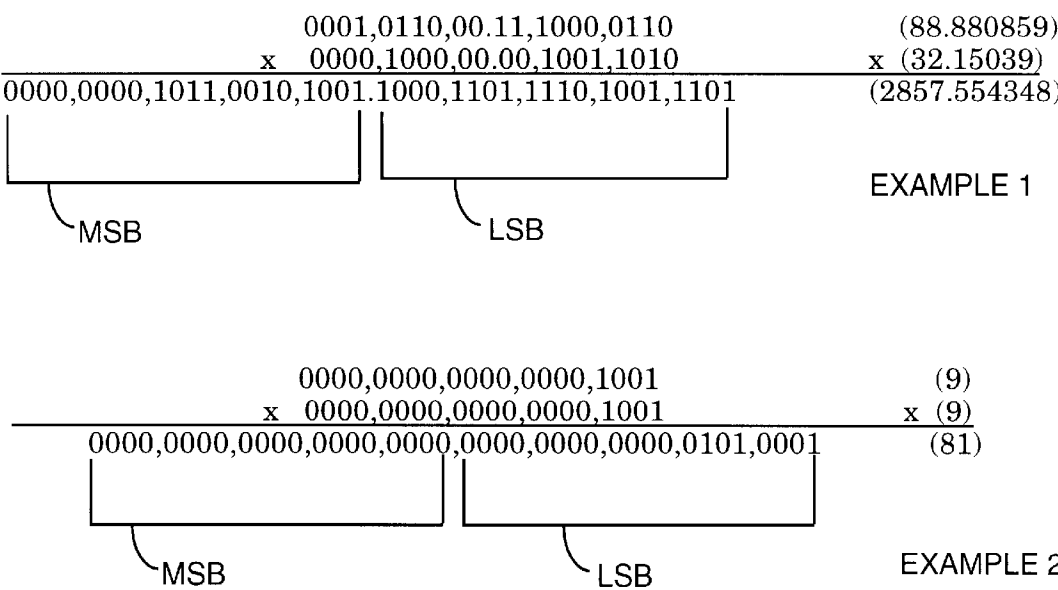 0001,0110,00.11,1000,0110 (88.880859)
x 0000,1000,00.00,1001,1010 x (32.15039)
0000,0000,1011,0010,1001.1000,1101,1110,1001,1101 (2857.554348)
EXAMPLE 1
MSB LSB
0000,0000,0000,0000,1001 (9)
x 0000,0000,0000,0000,1001 x (9)
0000,0000,0000,0000,0000,0000,0000,0000,0101,0001 (81)
EXAMPLE 2
MSB LSB